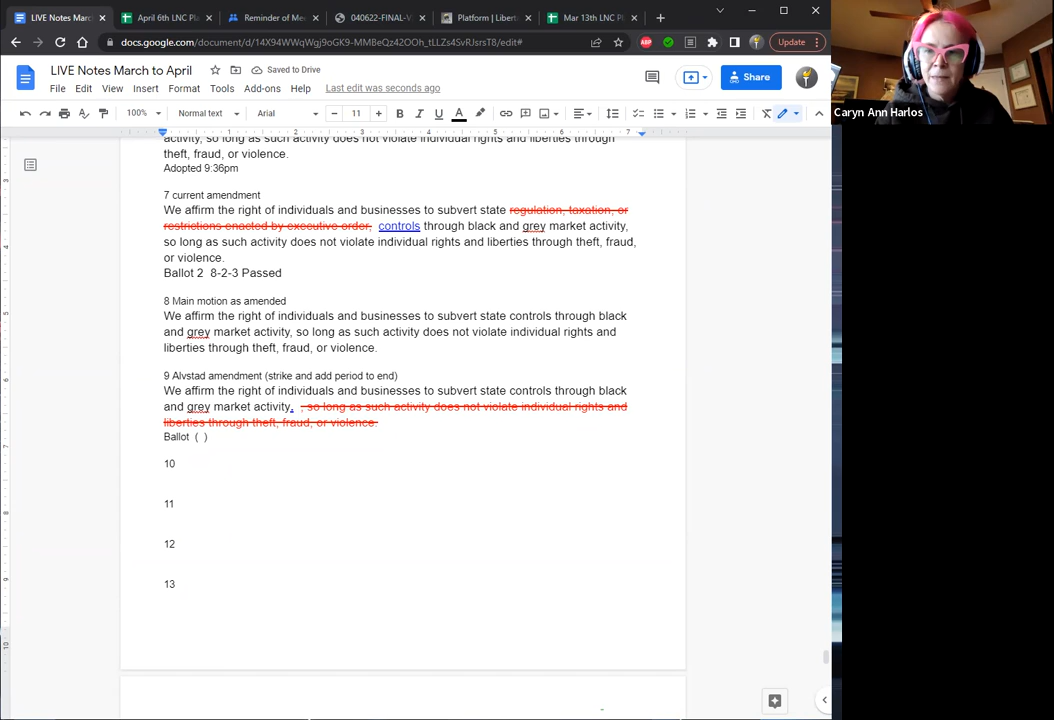 LIVE Notes March
April 6th LNC Pl
Reminder of Mee
040622-FINAL-V
Platform | Libert
Mar 13th LNC Pl
docs.google.com/document/d/14X94WWqWgj9oGK9-MMBeQz42OOh_tLLZs4SvRJsrsT8/edit#
ABP
Update
LIVE Notes March to April
Saved to Drive
Share
File Edit View Insert Format Tools Add-ons Help Last edit was seconds ago
100% Normal text Arial 11 B I U A
Caryn Ann Harlos
1 2 3 4 5 6 7
activity, so long as such activity does not violate individual rights and liberties through
theft, fraud, or violence.
Adopted 9:36pm
7 current amendment
We affirm the right of individuals and businesses to subvert state regulation, taxation, or
restrictions enacted by executive order, controls through black and grey market activity,
so long as such activity does not violate individual rights and liberties through theft, fraud,
or violence.
Ballot 2 8-2-3 Passed
8 Main motion as amended
We affirm the right of individuals and businesses to subvert state controls through black
and grey market activity, so long as such activity does not violate individual rights and
liberties through theft, fraud, or violence.
9 Alvstad amendment (strike and add period to end)
We affirm the right of individuals and businesses to subvert state controls through black
and grey market activity. , so long as such activity does not violate individual rights and
liberties through theft, fraud, or violence.
Ballot ( )
10
11
12
13